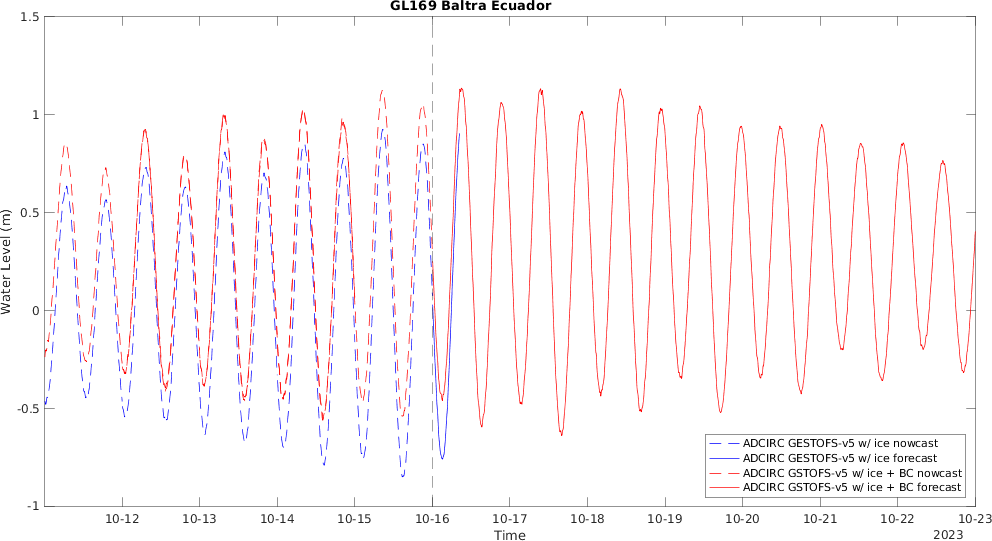 GL169 Baltra Ecuador
1.5
1
0.5
0
-0.5
-1
Water Level (m)
10-12 10-13 10-14 10-15 10-16 10-17 10-18 10-19 10-20 10-21 10-22 10-23
Time
2023
ADCIRC GESTOFS-v5 w/ ice nowcast
ADCIRC GESTOFS-v5 w/ ice forecast
ADCIRC GSTOFS-v5 w/ ice + BC nowcast
ADCIRC GSTOFS-v5 w/ ice + BC forecast